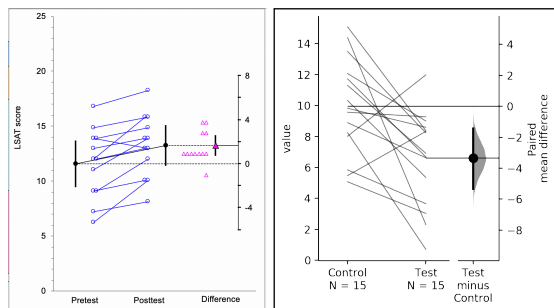 25
20
15
10
5
0
LSAT score
8
4
0
-4
Pretest
Posttest
Difference
14
12
10
8
6
4
2
0
value
4
2
0
−2
−4
−6
−8
Paired
mean difference
Control
N = 15
Test
N = 15
Test
minus
Control